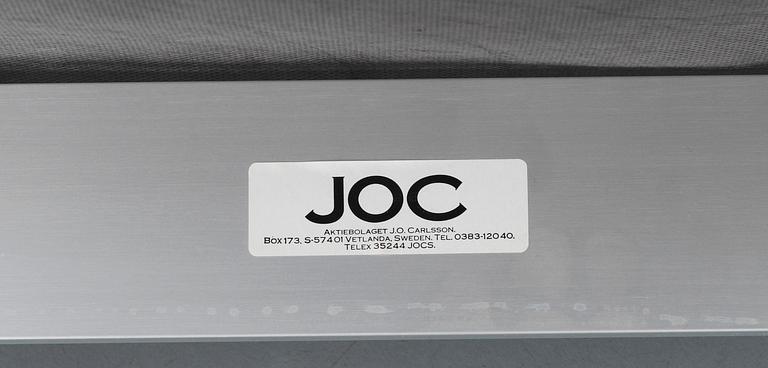 JOC
AKTIEBOLAGET J.O. CARLSSON.
BOX 173, S-574 01 VETLANDA, SWEDEN. TEL. 0383-120 40.
TELEX 35244 JOCS.